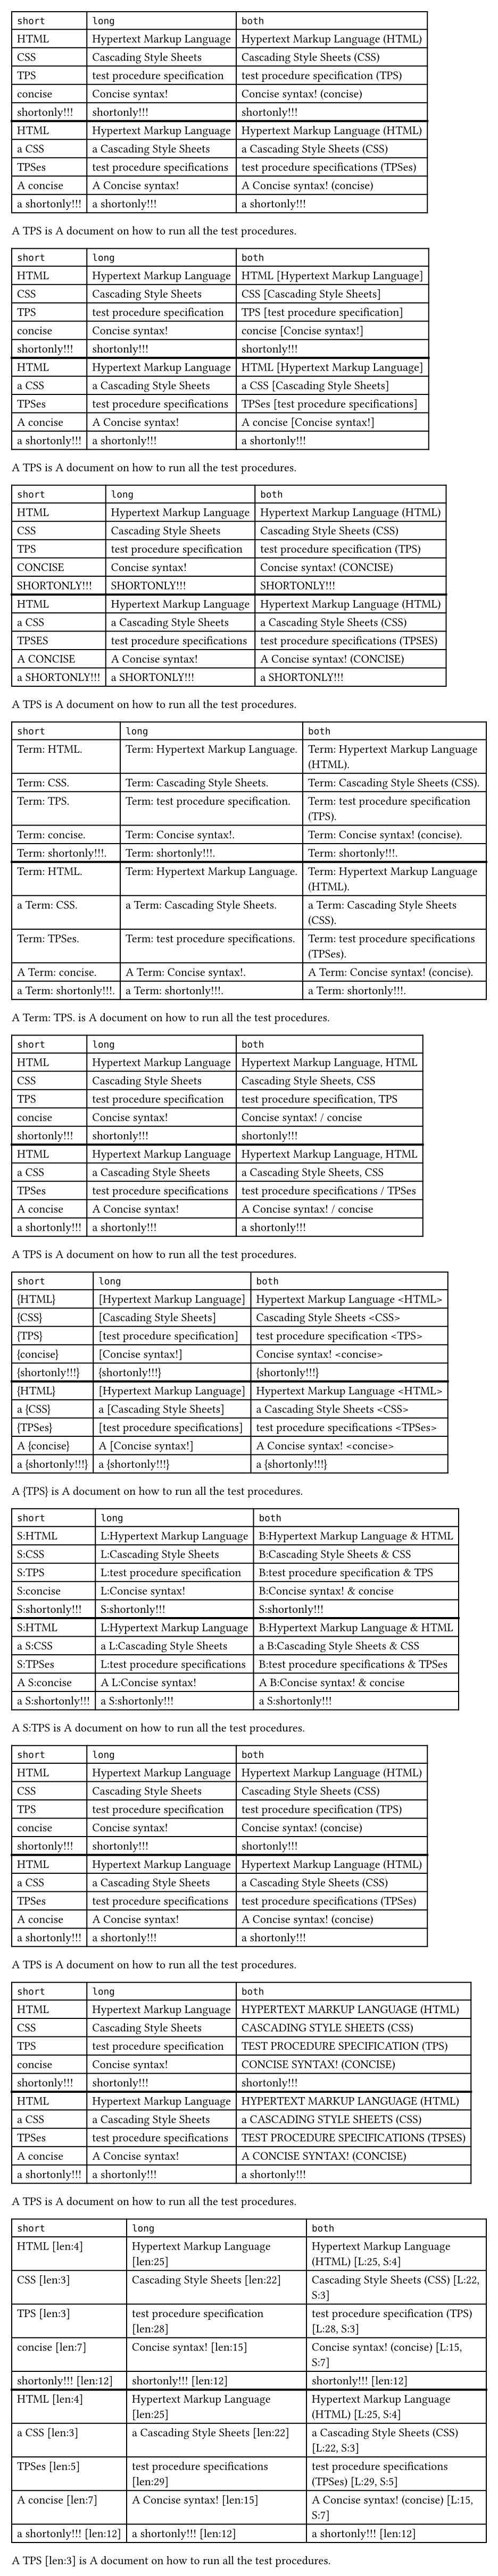 short long both
HTML Hypertext Markup Language Hypertext Markup Language (HTML)
CSS Cascading Style Sheets Cascading Style Sheets (CSS)
TPS test procedure specification test procedure specification (TPS)
concise Concise syntax! Concise syntax! (concise)
shortonly!!! shortonly!!! shortonly!!!
HTML Hypertext Markup Language Hypertext Markup Language (HTML)
a CSS a Cascading Style Sheets a Cascading Style Sheets (CSS)
TPSes test procedure specifications test procedure specifications (TPSes)
A concise A Concise syntax! A Concise syntax! (concise)
a shortonly!!! a shortonly!!! a shortonly!!!
A TPS is A document on how to run all the test procedures.
short long both
HTML Hypertext Markup Language HTML [Hypertext Markup Language]
CSS Cascading Style Sheets CSS [Cascading Style Sheets]
TPS test procedure specification TPS [test procedure specification]
concise Concise syntax! concise [Concise syntax!]
shortonly!!! shortonly!!! shortonly!!!
HTML Hypertext Markup Language HTML [Hypertext Markup Language]
a CSS a Cascading Style Sheets a CSS [Cascading Style Sheets]
TPSes test procedure specifications TPSes [test procedure specifications]
A concise A Concise syntax! A concise [Concise syntax!]
a shortonly!!! a shortonly!!! a shortonly!!!
A TPS is A document on how to run all the test procedures.
short long both
HTML Hypertext Markup Language Hypertext Markup Language (HTML)
CSS Cascading Style Sheets Cascading Style Sheets (CSS)
TPS test procedure specification test procedure specification (TPS)
CONCISE Concise syntax! Concise syntax! (CONCISE)
SHORTONLY!!! SHORTONLY!!! SHORTONLY!!!
HTML Hypertext Markup Language Hypertext Markup Language (HTML)
a CSS a Cascading Style Sheets a Cascading Style Sheets (CSS)
TPSES test procedure specifications test procedure specifications (TPSES)
A CONCISE A Concise syntax! A Concise syntax! (CONCISE)
a SHORTONLY!!! a SHORTONLY!!! a SHORTONLY!!!
A TPS is A document on how to run all the test procedures.
short long both
Term: HTML. Term: Hypertext Markup Language. Term: Hypertext Markup Language
(HTML).
Term: CSS. Term: Cascading Style Sheets. Term: Cascading Style Sheets (CSS).
Term: TPS. Term: test procedure specification. Term: test procedure specification
(TPS).
Term: concise. Term: Concise syntax!. Term: Concise syntax! (concise).
Term: shortonly!!!. Term: shortonly!!!. Term: shortonly!!!.
Term: HTML. Term: Hypertext Markup Language. Term: Hypertext Markup Language
(HTML).
a Term: CSS. a Term: Cascading Style Sheets. a Term: Cascading Style Sheets
(CSS).
Term: TPSes. Term: test procedure specifications. Term: test procedure specifications
(TPSes).
A Term: concise. A Term: Concise syntax!. A Term: Concise syntax! (concise).
a Term: shortonly!!!. a Term: shortonly!!!. a Term: shortonly!!!.
A Term: TPS. is A document on how to run all the test procedures.
short long both
HTML Hypertext Markup Language Hypertext Markup Language, HTML
CSS Cascading Style Sheets Cascading Style Sheets, CSS
TPS test procedure specification test procedure specification, TPS
concise Concise syntax! Concise syntax! / concise
shortonly!!! shortonly!!! shortonly!!!
HTML Hypertext Markup Language Hypertext Markup Language, HTML
a CSS a Cascading Style Sheets a Cascading Style Sheets, CSS
TPSes test procedure specifications test procedure specifications / TPSes
A concise A Concise syntax! A Concise syntax! / concise
a shortonly!!! a shortonly!!! a shortonly!!!
A TPS is A document on how to run all the test procedures.
short long both
{HTML} [Hypertext Markup Language] Hypertext Markup Language <HTML>
{CSS} [Cascading Style Sheets] Cascading Style Sheets <CSS>
{TPS} [test procedure specification] test procedure specification <TPS>
{concise} [Concise syntax!] Concise syntax! <concise>
{shortonly!!!} {shortonly!!!} {shortonly!!!}
{HTML} [Hypertext Markup Language] Hypertext Markup Language <HTML>
a {CSS} a [Cascading Style Sheets] a Cascading Style Sheets <CSS>
{TPSes} [test procedure specifications] test procedure specifications <TPSes>
A {concise} A [Concise syntax!] A Concise syntax! <concise>
a {shortonly!!!} a {shortonly!!!} a {shortonly!!!}
A {TPS} is A document on how to run all the test procedures.
short long both
S:HTML L:Hypertext Markup Language B:Hypertext Markup Language & HTML
S:CSS L:Cascading Style Sheets B:Cascading Style Sheets & CSS
S:TPS L:test procedure specification B:test procedure specification & TPS
S:concise L:Concise syntax! B:Concise syntax! & concise
S:shortonly!!! S:shortonly!!! S:shortonly!!!
S:HTML L:Hypertext Markup Language B:Hypertext Markup Language & HTML
a S:CSS a L:Cascading Style Sheets a B:Cascading Style Sheets & CSS
S:TPSes L:test procedure specifications B:test procedure specifications & TPSes
A S:concise A L:Concise syntax! A B:Concise syntax! & concise
a S:shortonly!!! a S:shortonly!!! a S:shortonly!!!
A S:TPS is A document on how to run all the test procedures.
short long both
HTML Hypertext Markup Language Hypertext Markup Language (HTML)
CSS Cascading Style Sheets Cascading Style Sheets (CSS)
TPS test procedure specification test procedure specification (TPS)
concise Concise syntax! Concise syntax! (concise)
shortonly!!! shortonly!!! shortonly!!!
HTML Hypertext Markup Language Hypertext Markup Language (HTML)
a CSS a Cascading Style Sheets a Cascading Style Sheets (CSS)
TPSes test procedure specifications test procedure specifications (TPSes)
A concise A Concise syntax! A Concise syntax! (concise)
a shortonly!!! a shortonly!!! a shortonly!!!
A TPS is A document on how to run all the test procedures.
short long both
HTML Hypertext Markup Language HYPERTEXT MARKUP LANGUAGE (HTML)
CSS Cascading Style Sheets CASCADING STYLE SHEETS (CSS)
TPS test procedure specification TEST PROCEDURE SPECIFICATION (TPS)
concise Concise syntax! CONCISE SYNTAX! (CONCISE)
shortonly!!! shortonly!!! shortonly!!!
HTML Hypertext Markup Language HYPERTEXT MARKUP LANGUAGE (HTML)
a CSS a Cascading Style Sheets a CASCADING STYLE SHEETS (CSS)
TPSes test procedure specifications TEST PROCEDURE SPECIFICATIONS (TPSES)
A concise A Concise syntax! A CONCISE SYNTAX! (CONCISE)
a shortonly!!! a shortonly!!! a shortonly!!!
A TPS is A document on how to run all the test procedures.
short long both
HTML [len:4] Hypertext Markup Language Hypertext Markup Language
[len:25] (HTML) [L:25, S:4]
CSS [len:3] Cascading Style Sheets [len:22] Cascading Style Sheets (CSS) [L:22,
S:3]
TPS [len:3] test procedure specification test procedure specification (TPS)
[len:28] [L:28, S:3]
concise [len:7] Concise syntax! [len:15] Concise syntax! (concise) [L:15,
S:7]
shortonly!!! [len:12] shortonly!!! [len:12] shortonly!!! [len:12]
HTML [len:4] Hypertext Markup Language Hypertext Markup Language
[len:25] (HTML) [L:25, S:4]
a CSS [len:3] a Cascading Style Sheets [len:22] a Cascading Style Sheets (CSS)
[L:22, S:3]
TPSes [len:5] test procedure specifications test procedure specifications
[len:29] (TPSes) [L:29, S:5]
A concise [len:7] A Concise syntax! [len:15] A Concise syntax! (concise) [L:15,
S:7]
a shortonly!!! [len:12] a shortonly!!! [len:12] a shortonly!!! [len:12]
A TPS [len:3] is A document on how to run all the test procedures.